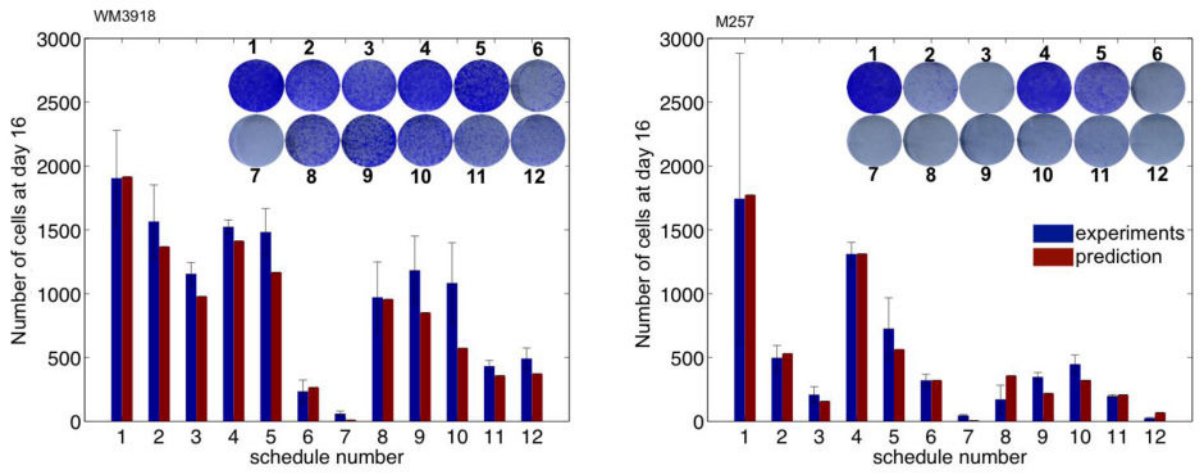 WM3918
Number of cells at day 16
3000
2500
2000
1500
1000
500
0
1 2 3 4 5 6
7 8 9 10 11 12
1 2 3 4 5 6 7 8 9 10 11 12
schedule number
M257
Number of cells at day 16
3000
2500
2000
1500
1000
500
0
1 2 3 4 5 6
7 8 9 10 11 12
experiments
prediction
1 2 3 4 5 6 7 8 9 10 11 12
schedule number